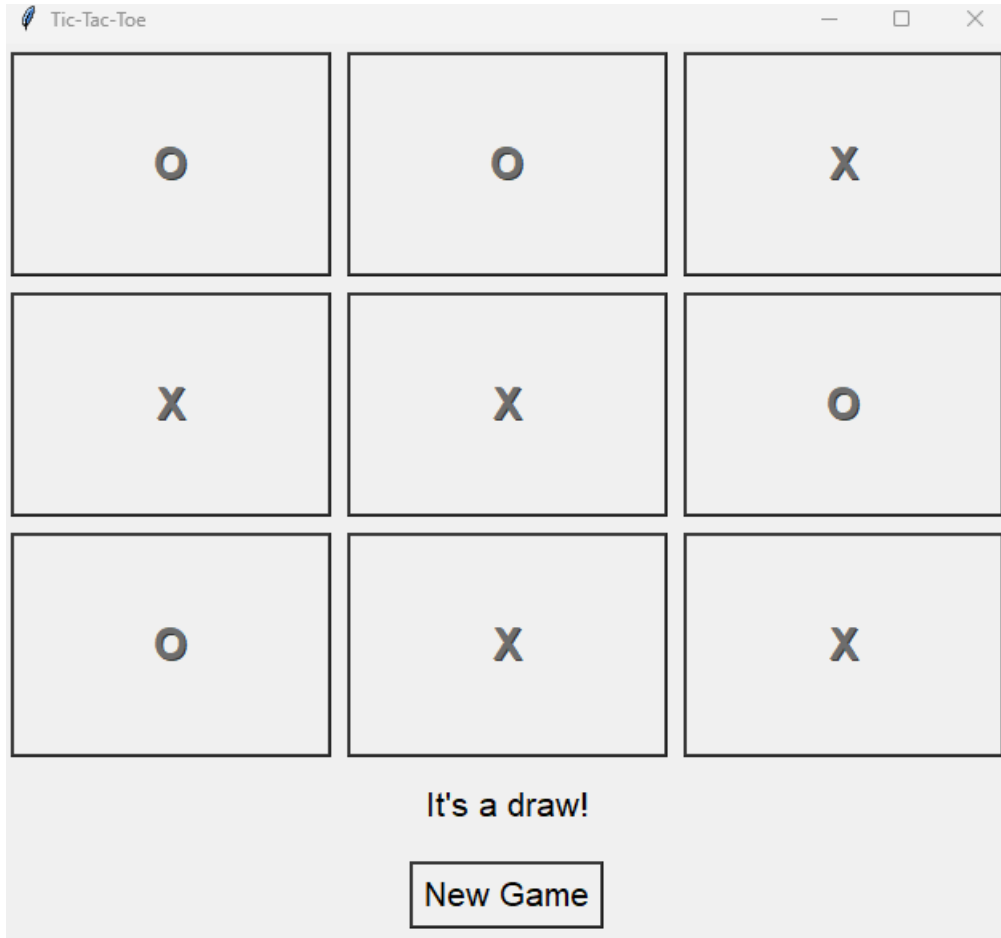 Tic-Tac-Toe
O O X
X X O
O X X
It's a draw!
New Game